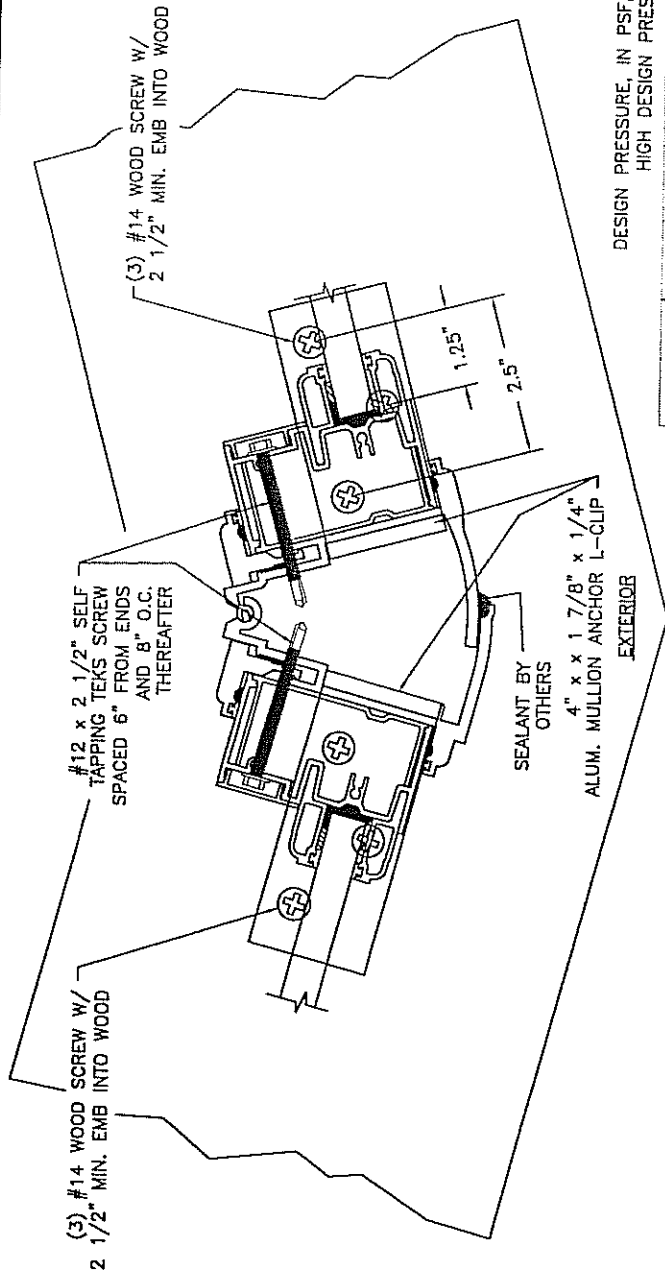 (3) #14 WOOD SCREW W/
2 1/2" MIN. EMB INTO WOOD
#12 x 2 1/2" SELF
TAPPING TEKS SCREW
SPACED 6" FROM ENDS
AND 8" O.C.
THEREAFTER
(3) #14 WOOD SCREW W/
2 1/2" MIN. EMB INTO WOOD
1.25"
2.5"
SEALANT BY
OTHERS
4" x x 1 7/8" x 1/4"
ALUM. MULLION ANCHOR L-CLIP
EXTERIOR
DESIGN PRESSURE, IN PSF,
HIGH DESIGN PRES